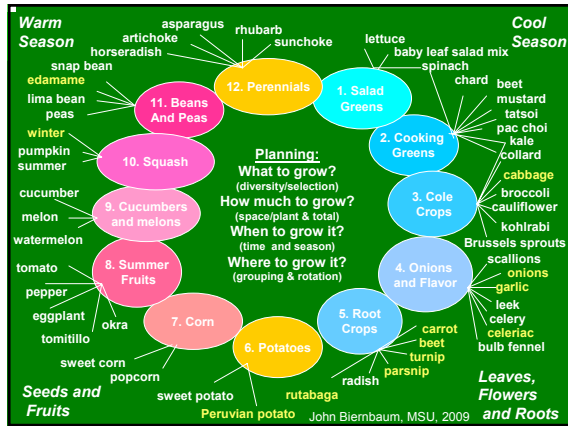 Warm
Season
Cool
Season
asparagus
rhubarb
artichoke
sunchoke
horseradish
lettuce
baby leaf salad mix
spinach
chard
beet
mustard
tatsoi
pac choi
kale
collard
cabbage
broccoli
cauliflower
kohlrabi
Brussels sprouts
scallions
onions
garlic
leek
celery
celeriac
bulb fennel
carrot
beet
turnip
parsnip
radish
rutabaga
sweet potato
Peruvian potato
sweet corn
popcorn
tomato
pepper
eggplant
okra
tomitillo
cucumber
melon
watermelon
winter
pumpkin
summer
snap bean
edamame
lima bean
peas
12. Perennials
1. Salad
Greens
2. Cooking
Greens
3. Cole
Crops
4. Onions
and Flavor
5. Root
Crops
6. Potatoes
7. Corn
8. Summer
Fruits
9. Cucumbers
and melons
10. Squash
11. Beans
And Peas
Planning:
What to grow?
(diversity/selection)
How much to grow?
(space/plant & total)
When to grow it?
(time and season)
Where to grow it?
(grouping & rotation)
Seeds and
Fruits
Leaves,
Flowers
and Roots
John Biernbaum, MSU, 2009